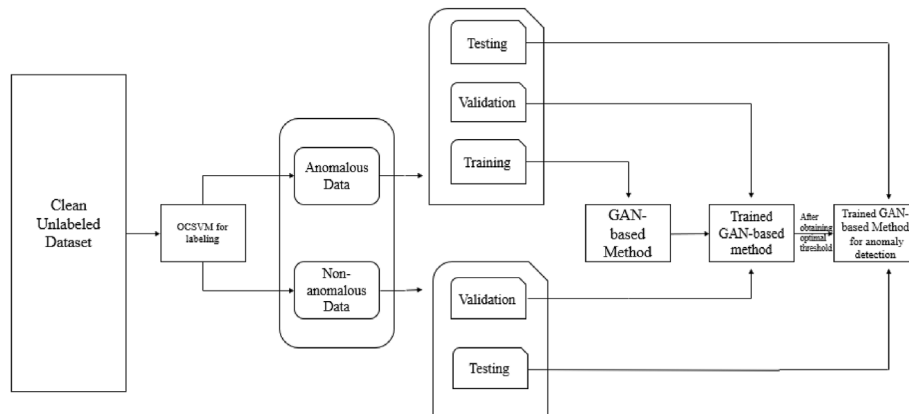 Clean
Unlabeled
Dataset
OCSVM for
labeling
Anomalous
Data
Non-
anomalous
Data
Testing
Validation
Training
Validation
Testing
GAN-
based
Method
Trained
GAN-based
method
After
obtaining
optimal
threshold
Trained GAN-
based Method
for anomaly
detection